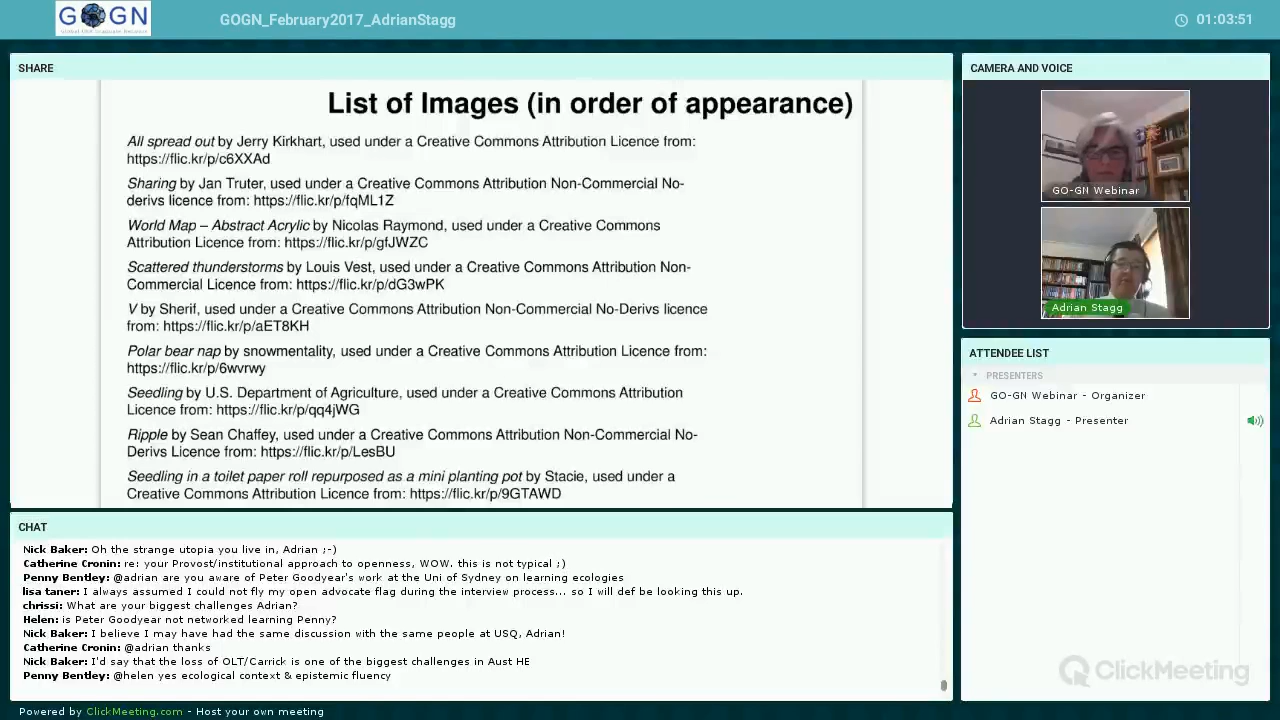 GOGN
Global OER Graduate Network
GOGN_February2017_AdrianStagg
01:03:51
SHARE
List of Images (in order of appearance)
All spread out by Jerry Kirkhart, used under a Creative Commons Attribution Licence from:
https://flic.kr/p/c6XXAd
Sharing by Jan Truter, used under a Creative Commons Attribution Non-Commercial No-
derivs licence from: https://flic.kr/p/fqML1Z
World Map – Abstract Acrylic by Nicolas Raymond, used under a Creative Commons
Attribution Licence from: https://flic.kr/p/gfJWZC
Scattered thunderstorms by Louis Vest, used under a Creative Commons Attribution Non-
Commercial Licence from: https://flic.kr/p/dG3wPK
V by Sherif, used under a Creative Commons Attribution Non-Commercial No-Derivs licence
from: https://flic.kr/p/aET8KH
Polar bear nap by snowmentality, used under a Creative Commons Attribution Licence from:
https://flic.kr/p/6wvrwy
Seedling by U.S. Department of Agriculture, used under a Creative Commons Attribution
Licence from: https://flic.kr/p/qq4jWG
Ripple by Sean Chaffey, used under a Creative Commons Attribution Non-Commercial No-
Derivs Licence from: https://flic.kr/p/LesBU
Seedling in a toilet paper roll repurposed as a mini planting pot by Stacie, used under a
Creative Commons Attribution Licence from: https://flic.kr/p/9GTAWD
CAMERA AND VOICE
GO-GN Webinar
Adrian Stagg
ATTENDEE LIST
PRESENTERS
GO-GN Webinar - Organizer
Adrian Stagg - Presenter
CHAT
Nick Baker: Oh the strange utopia you live in, Adrian ;-)
Catherine Cronin: re: your Provost/institutional approach to openness, WOW. this is not typical ;)
Penny Bentley: @adrian are you aware of Peter Goodyear's work at the Uni of Sydney on learning ecologies
lisa taner: I always assumed I could not fly my open advocate flag during the interview process... so I will def be looking this up.
chrissi: What are your biggest challenges Adrian?
Helen: is Peter Goodyear not networked learning Penny?
Nick Baker: I believe I may have had the same discussion with the same people at USQ, Adrian!
Catherine Cronin: @adrian thanks
Nick Baker: I'd say that the loss of OLT/Carrick is one of the biggest challenges in Aust HE
Penny Bentley: @helen yes ecological context & epistemic fluency
ClickMeeting
Powered by ClickMeeting.com - Host your own meeting